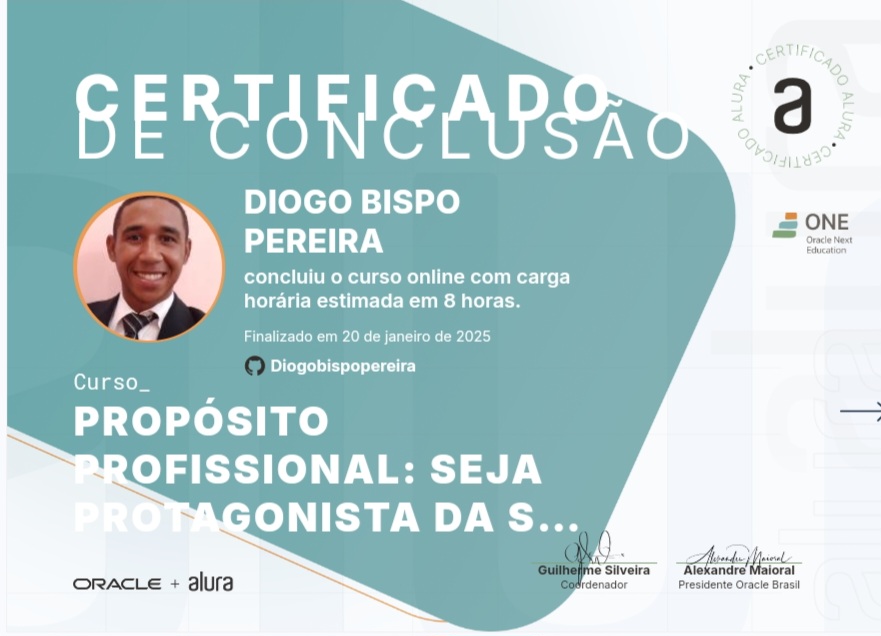 CERTIFICADO
DE CONCLUSÃO
CERTIFICADO ALURA • CERTIFICADO ALURA •
a
ONE
Oracle Next
Education
DIOGO BISPO
PEREIRA
concluiu o curso online com carga
horária estimada em 8 horas.
Finalizado em 20 de janeiro de 2025
Diogobispopereira
Curso_
PROPÓSITO
PROFISSIONAL: SEJA
PROTAGONISTA DA S...
ORACLE + alura
Guilherme Silveira
Coordenador
Alexandre Maioral
Alexandre Maioral
Presidente Oracle Brasil